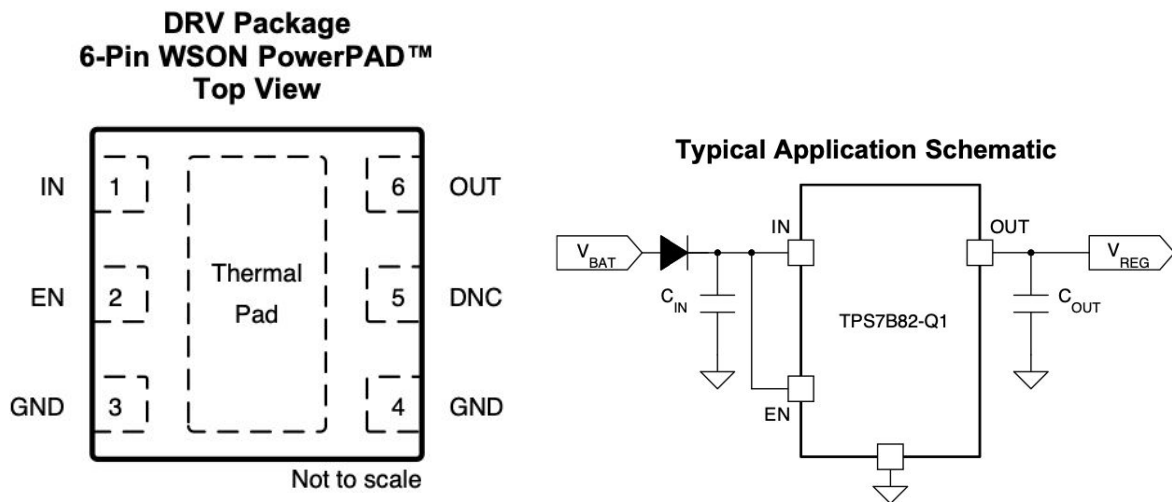 DRV Package
6-Pin WSON PowerPAD™
Top View
IN 1 6 OUT
EN 2 Thermal Pad 5 DNC
GND 3 4 GND
Not to scale
Typical Application Schematic
IN OUT
V_BAT V_REG
C_IN TPS7B82-Q1 C_OUT
EN